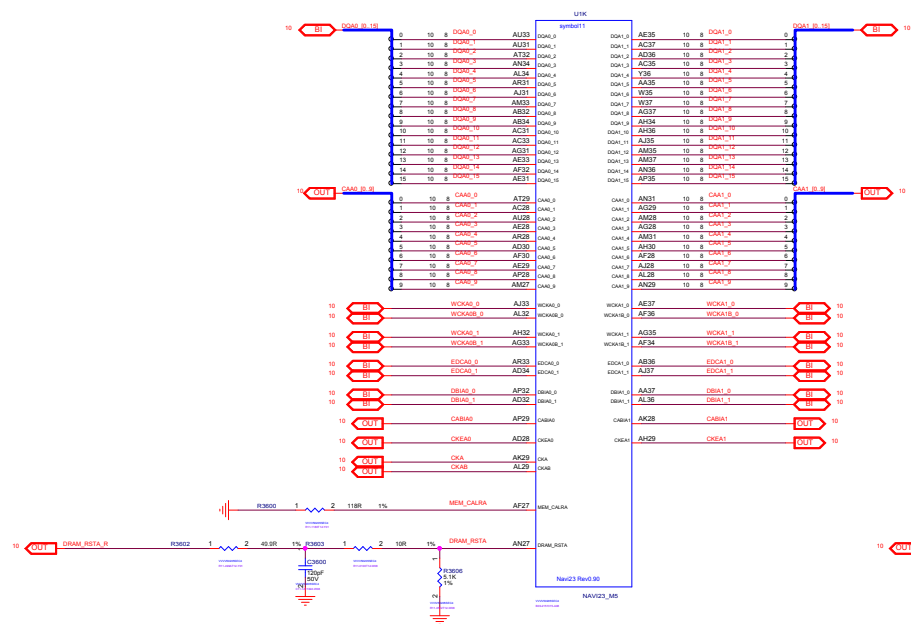 U1K
symbol11
10 BI DQA0_[0..15]
DQA1_[0..15] BI 10
0 10 8 DQA0_0 AU33 DQA0_0 DQA1_0 AE35 10 8 DQA1_0 0
1 10 8 DQA0_1 AU31 DQA0_1 DQA1_1 AC37 10 8 DQA1_1 1
2 10 8 DQA0_2 AT32 DQA0_2 DQA1_2 AD36 10 8 DQA1_2 2
3 10 8 DQA0_3 AN34 DQA0_3 DQA1_3 AC35 10 8 DQA1_3 3
4 10 8 DQA0_4 AL34 DQA0_4 DQA1_4 Y36 10 8 DQA1_4 4
5 10 8 DQA0_5 AR31 DQA0_5 DQA1_5 AA35 10 8 DQA1_5 5
6 10 8 DQA0_6 AJ31 DQA0_6 DQA1_6 W35 10 8 DQA1_6 6
7 10 8 DQA0_7 AM33 DQA0_7 DQA1_7 W37 10 8 DQA1_7 7
8 10 8 DQA0_8 AB32 DQA0_8 DQA1_8 AG37 10 8 DQA1_8 8
9 10 8 DQA0_9 AB34 DQA0_9 DQA1_9 AH34 10 8 DQA1_9 9
10 10 8 DQA0_10 AC31 DQA0_10 DQA1_10 AH36 10 8 DQA1_10 10
11 10 8 DQA0_11 AC33 DQA0_11 DQA1_11 AJ35 10 8 DQA1_11 11
12 10 8 DQA0_12 AG31 DQA0_12 DQA1_12 AM35 10 8 DQA1_12 12
13 10 8 DQA0_13 AE33 DQA0_13 DQA1_13 AM37 10 8 DQA1_13 13
14 10 8 DQA0_14 AF32 DQA0_14 DQA1_14 AN36 10 8 DQA1_14 14
15 10 8 DQA0_15 AE31 DQA0_15 DQA1_15 AP35 10 8 DQA1_15 15
10 OUT CAA0_[0..9]
CAA1_[0..9] OUT 10
0 10 8 CAA0_0 AT29 CAA0_0 CAA1_0 AN31 10 8 CAA1_0 0
1 10 8 CAA0_1 AC28 CAA0_1 CAA1_1 AG29 10 8 CAA1_1 1
2 10 8 CAA0_2 AU28 CAA0_2 CAA1_2 AM28 10 8 CAA1_2 2
3 10 8 CAA0_3 AE28 CAA0_3 CAA1_3 AG28 10 8 CAA1_3 3
4 10 8 CAA0_4 AR28 CAA0_4 CAA1_4 AM31 10 8 CAA1_4 4
5 10 8 CAA0_5 AD30 CAA0_5 CAA1_5 AH30 10 8 CAA1_5 5
6 10 8 CAA0_6 AF30 CAA0_6 CAA1_6 AF28 10 8 CAA1_6 6
7 10 8 CAA0_7 AE29 CAA0_7 CAA1_7 AJ28 10 8 CAA1_7 7
8 10 8 CAA0_8 AP28 CAA0_8 CAA1_8 AL28 10 8 CAA1_8 8
9 10 8 CAA0_9 AM27 CAA0_9 CAA1_9 AN29 10 8 CAA1_9 9
10 BI WCKA0_0 AJ33 WCKA0_0 WCKA1_0 AE37 WCKA1_0 BI 10
10 BI WCKA0B_0 AL32 WCKA0B_0 WCKA1B_0 AF36 WCKA1B_0 BI 10
10 BI WCKA0_1 AH32 WCKA0_1 WCKA1_1 AG35 WCKA1_1 BI 10
10 BI WCKA0B_1 AG33 WCKA0B_1 WCKA1B_1 AF34 WCKA1B_1 BI 10
10 BI EDCA0_0 AR33 EDCA0_0 EDCA1_0 AB36 EDCA1_0 BI 10
10 BI EDCA0_1 AD34 EDCA0_1 EDCA1_1 AJ37 EDCA1_1 BI 10
10 BI DBIA0_0 AP32 DBIA0_0 DBIA1_0 AA37 DBIA1_0 BI 10
10 BI DBIA0_1 AD32 DBIA0_1 DBIA1_1 AL36 DBIA1_1 BI 10
10 OUT CABIA0 AP29 CABIA0 CABIA1 AK28 CABIA1 OUT 10
10 OUT CKEA0 AD28 CKEA0 CKEA1 AH29 CKEA1 OUT 10
10 OUT CKA AK29 CKA
10 OUT CKAB AL29 CKAB
R3600 1 2 118R 1% MEM_CALRA AF27 MEM_CALRA
10 OUT DRAM_RSTA_R R3602 1 2 49.9R 1% R3603 1 2 10R 1% DRAM_RSTA AN27 DRAM_RSTA
OUT
C3600
120pF
50V
2
1
R3606
5.1K
1%
2
Navi23 Rev0.90
NAVI23_M5